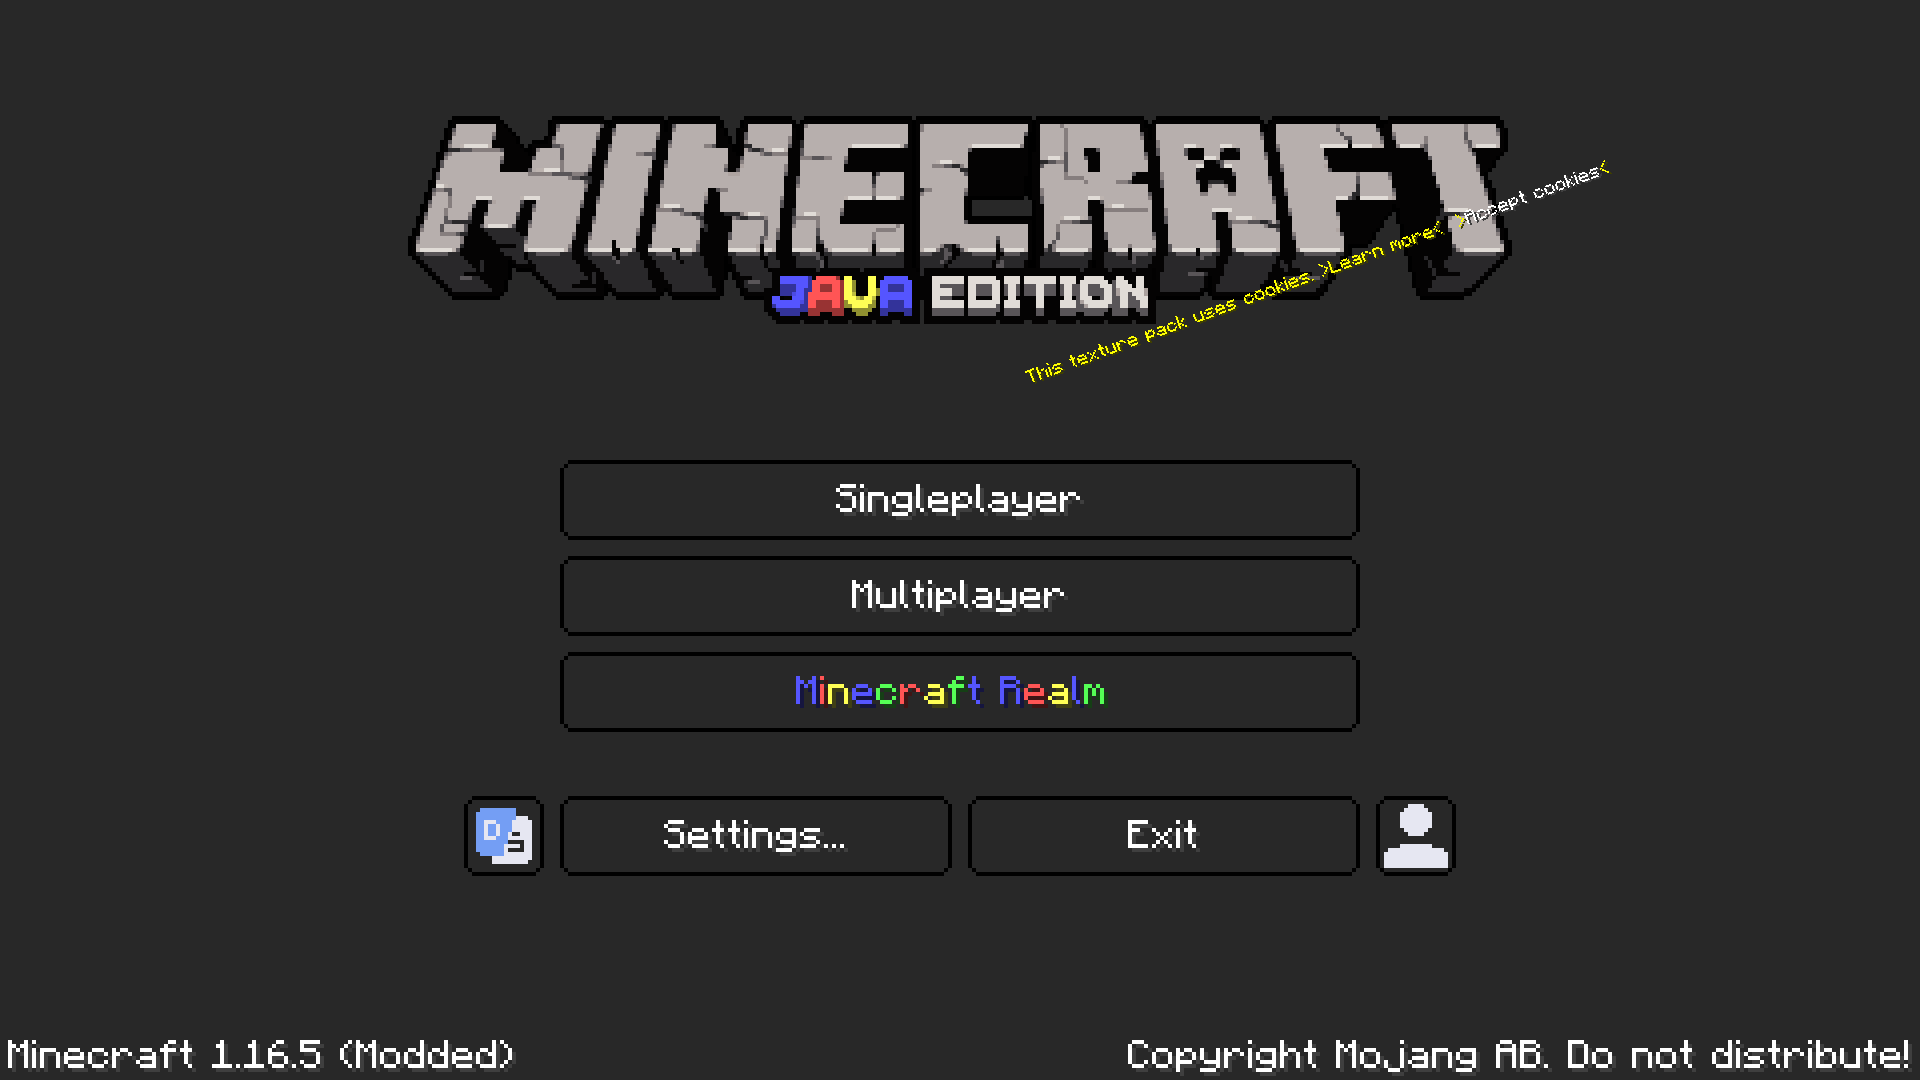 MINECRAFT
JAVA EDITION
This texture pack uses cookies. >Learn more< >Accept cookies<
Singleplayer
Multiplayer
Minecraft Realm
D
Settings...
Exit
Minecraft 1.16.5 (Modded)
Copyright Mojang AB. Do not distribute!